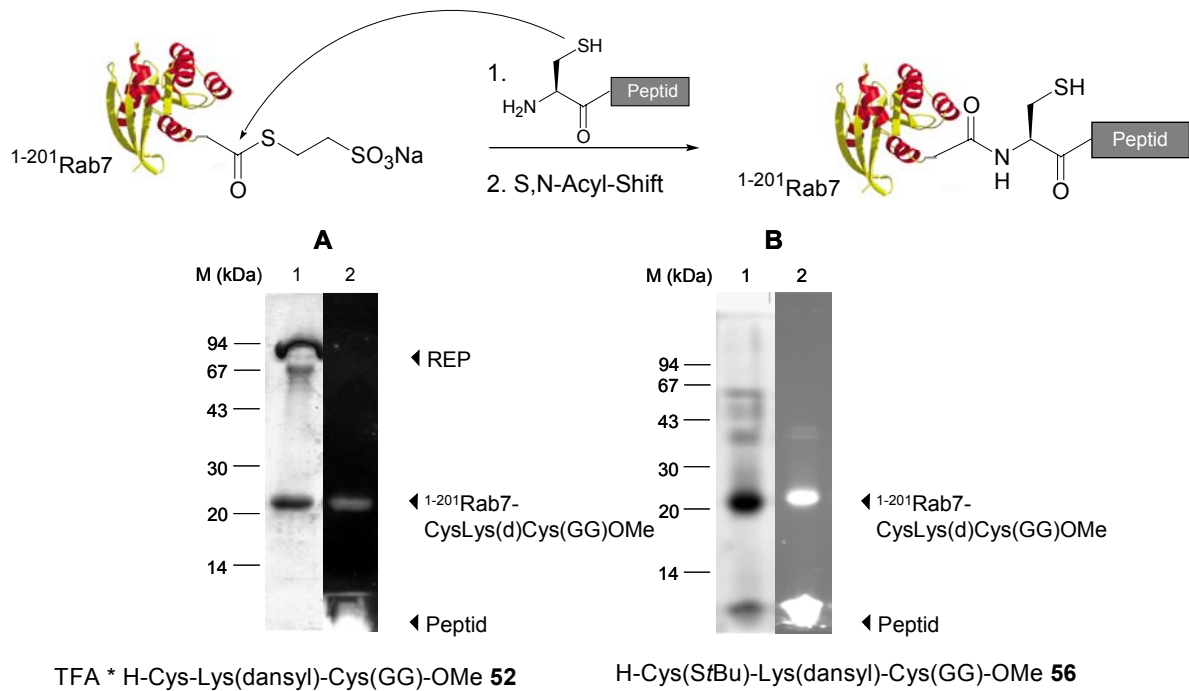 SH
1.
Peptid
H₂N
O
S
SO₃Na
O
¹⁻²⁰¹Rab7
2. S,N-Acyl-Shift
SH
O
Peptid
N
H
O
¹⁻²⁰¹Rab7
A
M (kDa) 1 2
94
67
43
30
20
14
REP
¹⁻²⁰¹Rab7-
CysLys(d)Cys(GG)OMe
Peptid
TFA * H-Cys-Lys(dansyl)-Cys(GG)-OMe 52
B
M (kDa) 1 2
94
67
43
30
20
14
¹⁻²⁰¹Rab7-
CysLys(d)Cys(GG)OMe
Peptid
H-Cys(StBu)-Lys(dansyl)-Cys(GG)-OMe 56